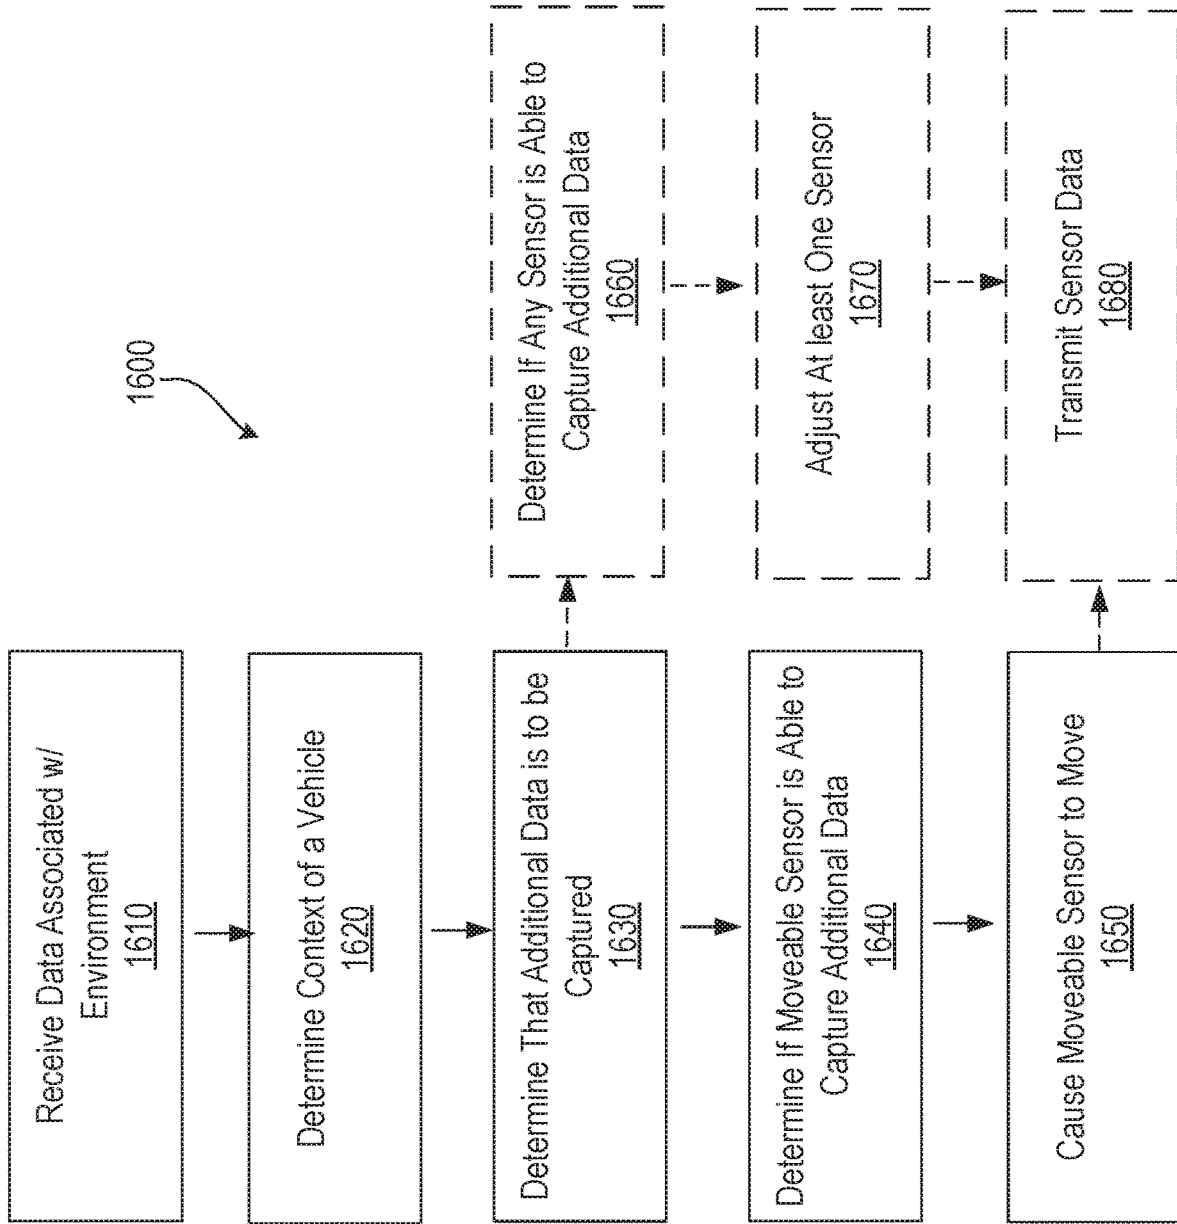 1600
Receive Data Associated w/
Environment
1610
Determine Context of a Vehicle
1620
Determine That Additional Data is to be
Captured
1630
Determine If Moveable Sensor is Able to
Capture Additional Data
1640
Cause Moveable Sensor to Move
1650
Determine If Any Sensor is Able to
Capture Additional Data
1660
Adjust At least One Sensor
1670
Transmit Sensor Data
1680